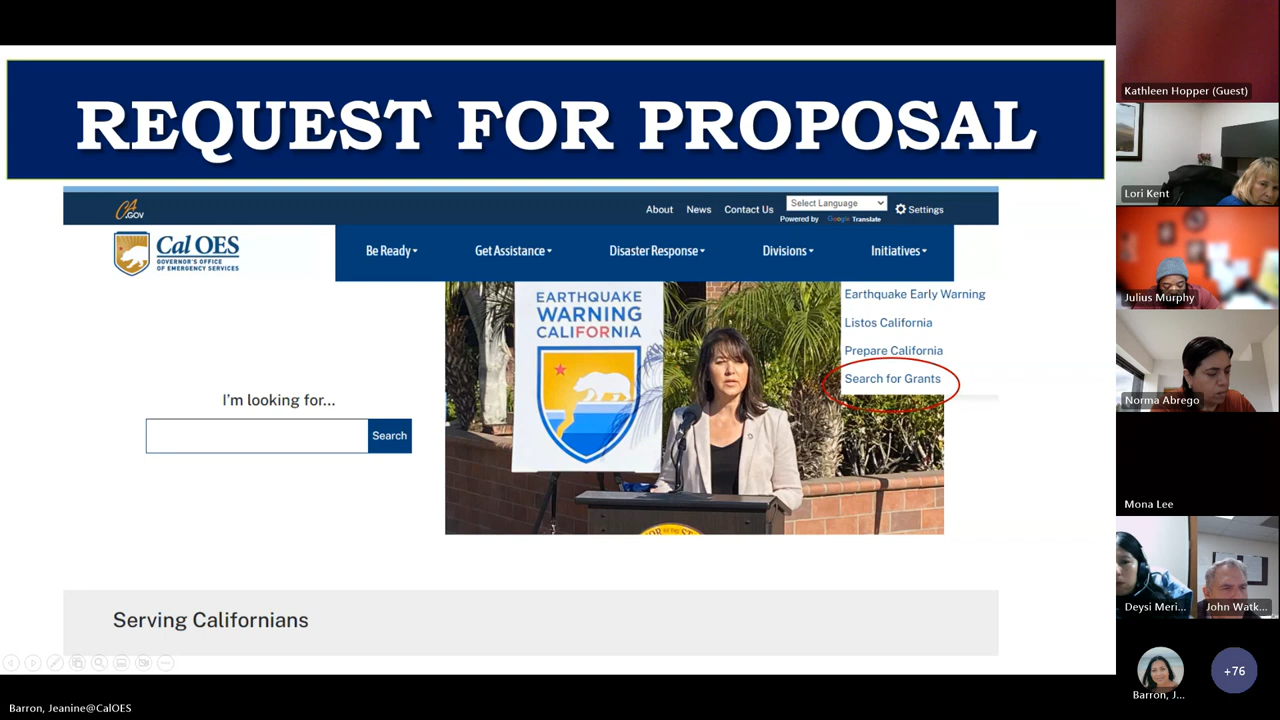 REQUEST FOR PROPOSAL
CA.GOV
About News Contact Us Select Language Settings
Powered by Google Translate
Cal OES
GOVERNOR'S OFFICE
OF EMERGENCY SERVICES
Be Ready Get Assistance Disaster Response Divisions Initiatives
Earthquake Early Warning
Listos California
Prepare California
Search for Grants
EARTHQUAKE
WARNING
CALIFORNIA
I'm looking for...
Search
Serving Californians
Barron, Jeanine@CalOES
Kathleen Hopper (Guest)
Lori Kent
Julius Murphy
Norma Abrego
Mona Lee
Deysi Meri... John Watk...
Barron, J...
+76